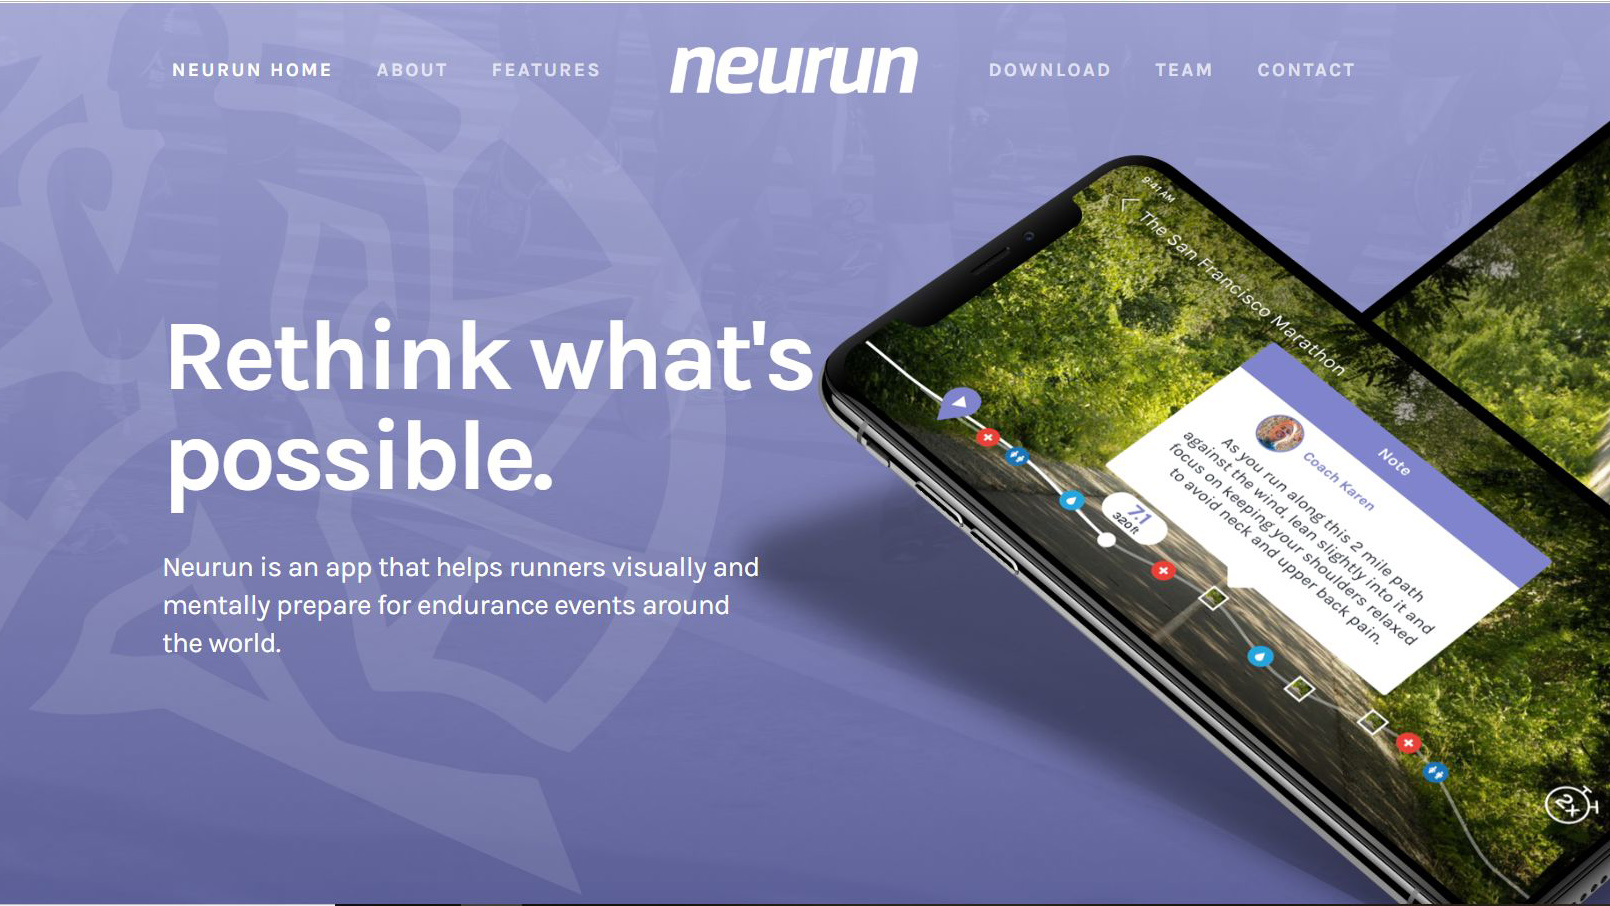 NEURUN HOME
ABOUT
FEATURES
neurun
DOWNLOAD
TEAM
CONTACT
Rethink what's
possible.
Neurun is an app that helps runners visually and
mentally prepare for endurance events around
the world.
9:41 AM
The San Francisco Marathon
Note
Coach Karen
As you run along this 2 mile path
against the wind, lean slightly into it and
focus on keeping your shoulders relaxed
to avoid neck and upper back pain.
7.1
320ft
2x